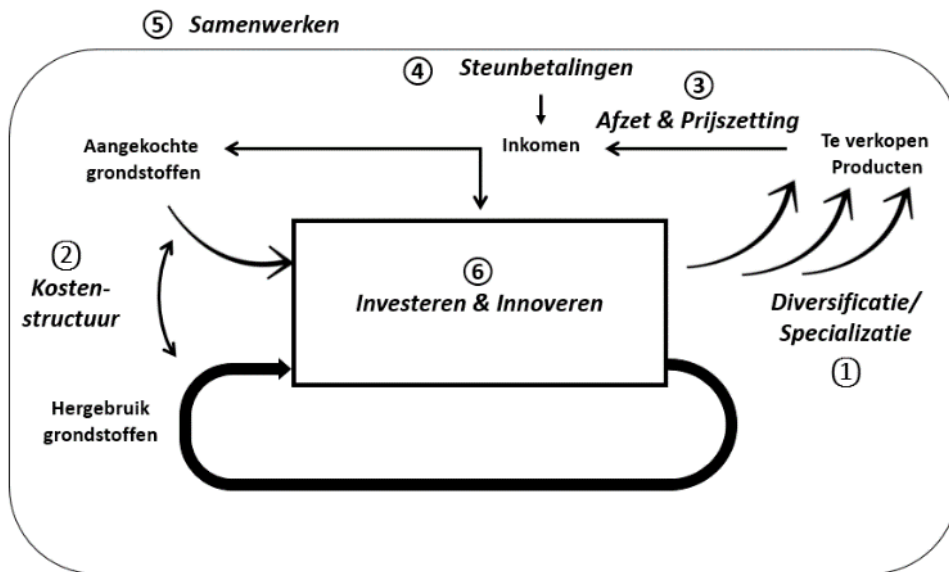 ⑤ Samenwerken
④ Steunbetalingen
③
Afzet & Prijszetting
Aangekochte
grondstoffen
Inkomen
Te verkopen
Producten
②
Kosten-
structuur
⑥
Investeren & Innoveren
Diversificatie/
Specializatie
①
Hergebruik
grondstoffen